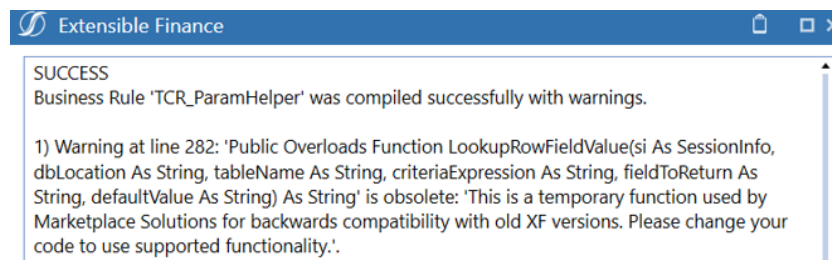 Extensible Finance
SUCCESS
Business Rule 'TCR_ParamHelper' was compiled successfully with warnings.
1) Warning at line 282: 'Public Overloads Function LookupRowFieldValue(si As SessionInfo,
dbLocation As String, tableName As String, criteriaExpression As String, fieldToReturn As
String, defaultValue As String) As String' is obsolete: 'This is a temporary function used by
Marketplace Solutions for backwards compatibility with old XF versions. Please change your
code to use supported functionality.'.